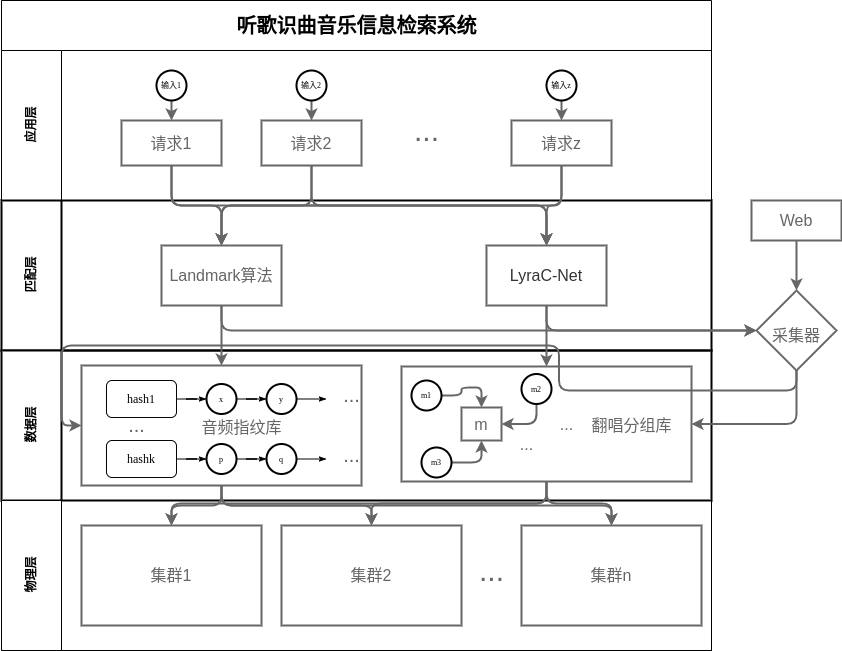 听歌识曲音乐信息检索系统
应用层
输入1
输入2
输入z
请求1
请求2
...
请求z
匹配层
Landmark算法
LyraC-Net
Web
采集器
数据层
hash1
x
y
...
...
音频指纹库
hashk
p
q
...
m1
m2
m
m3
...
...
翻唱分组库
物理层
集群1
集群2
...
集群n